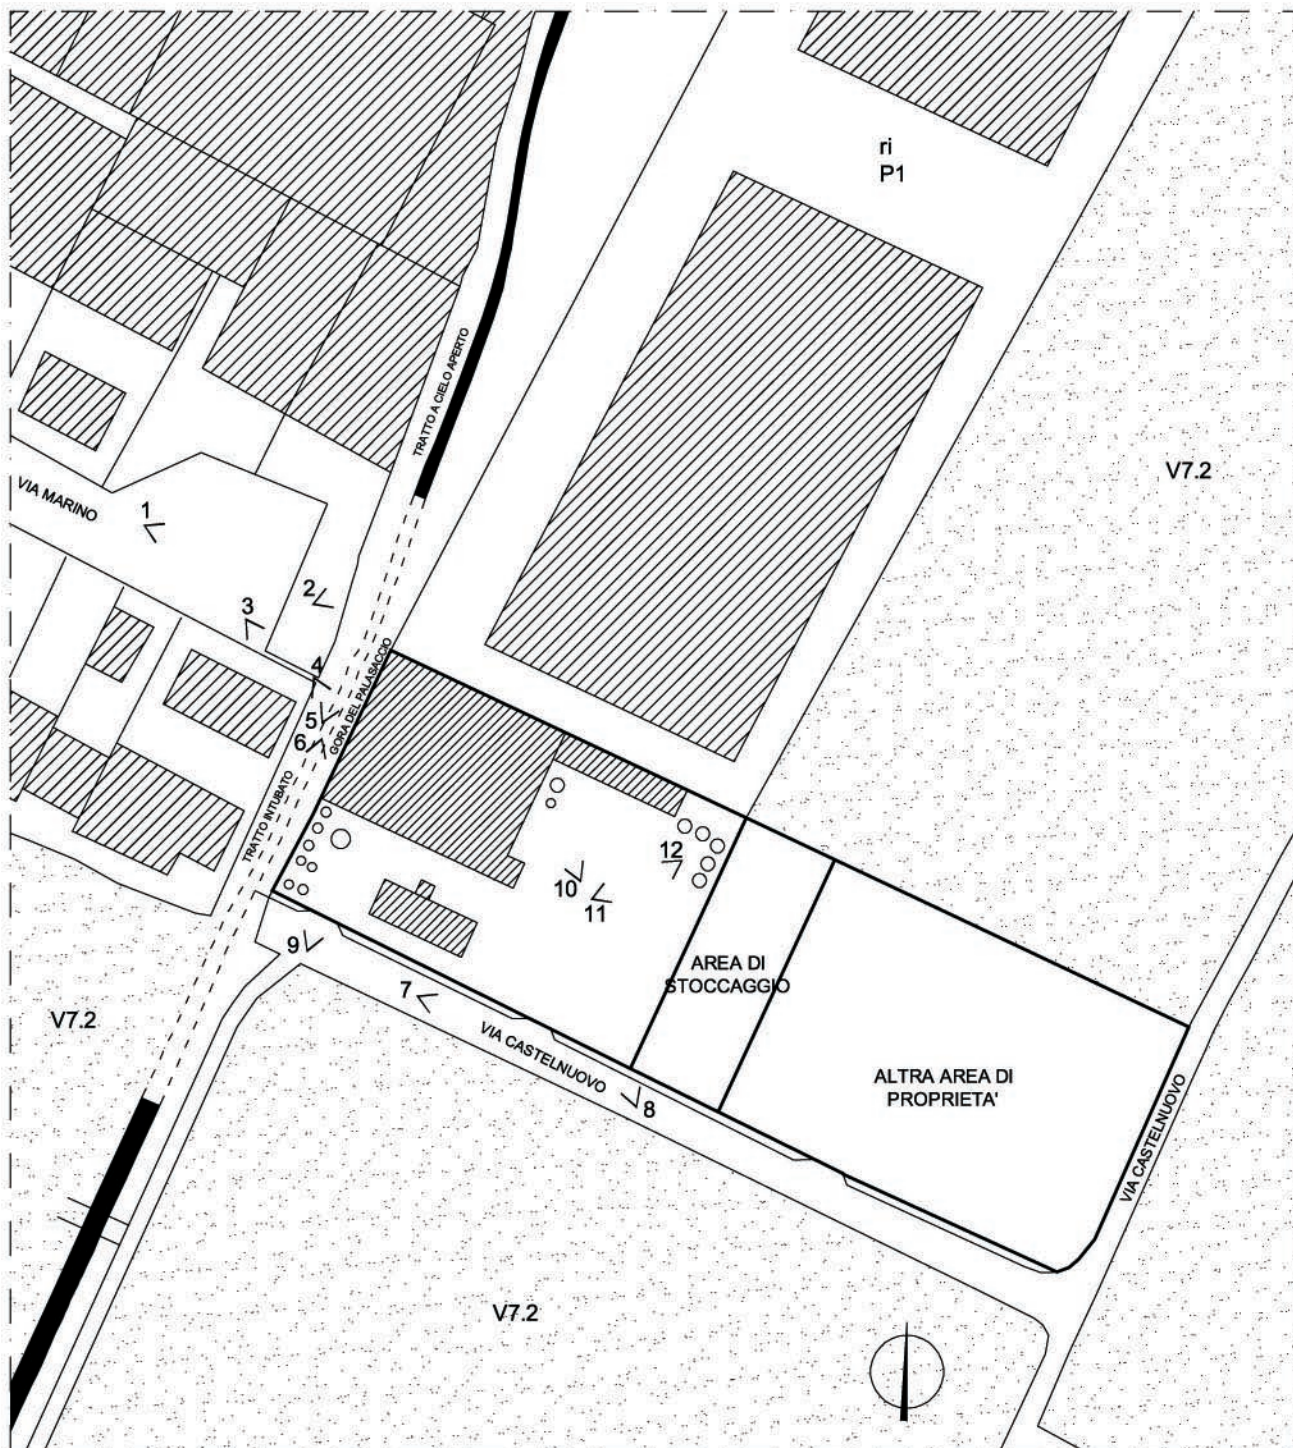 ri
P1
TRATTO A CIELO APERTO
V7.2
VIA MARINO
1
2
3
4
5
6
GORA DEL PALASACCIO
TRATTO INTUBATO
12
10
11
9
7
AREA DI
STOCCAGGIO
V7.2
VIA CASTELNUOVO
8
ALTRA AREA DI
PROPRIETA'
VIA CASTELNUOVO
V7.2